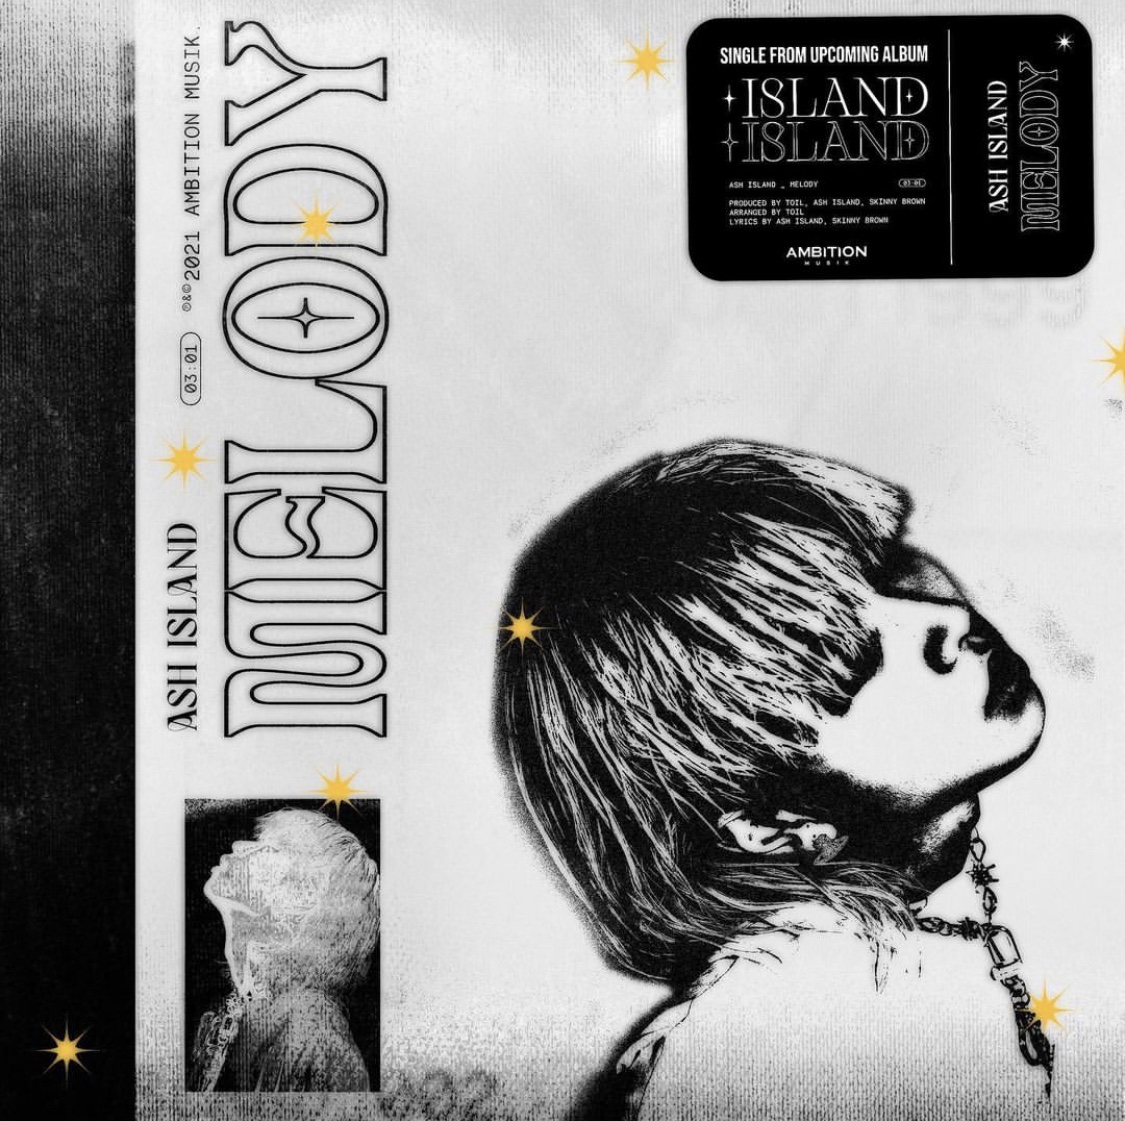 ASH ISLAND
03:01
℗&©2021 AMBITION MUSIK.
MELODY
SINGLE FROM UPCOMING ALBUM
ISLAND
ISLAND
ASH ISLAND _ MELODY
03:01
PRODUCED BY TOIL, ASH ISLAND, SKINNY BROWN
ARRANGED BY TOIL
LYRICS BY ASH ISLAND, SKINNY BROWN
AMBITION
MUSIK
ASH ISLAND
MELODY